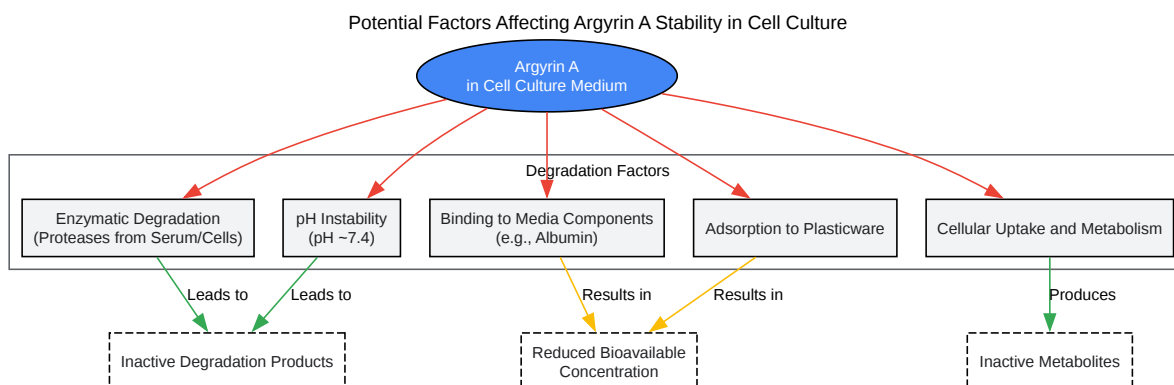 Potential Factors Affecting Argyrin A Stability in Cell Culture
Argyrin A
in Cell Culture Medium
Degradation Factors
Enzymatic Degradation
(Proteases from Serum/Cells)
pH Instability
(pH ~7.4)
Binding to Media Components
(e.g., Albumin)
Adsorption to Plasticware
Cellular Uptake and Metabolism
Leads to
Leads to
Results in
Results in
Produces
Inactive Degradation Products
Reduced Bioavailable
Concentration
Inactive Metabolites